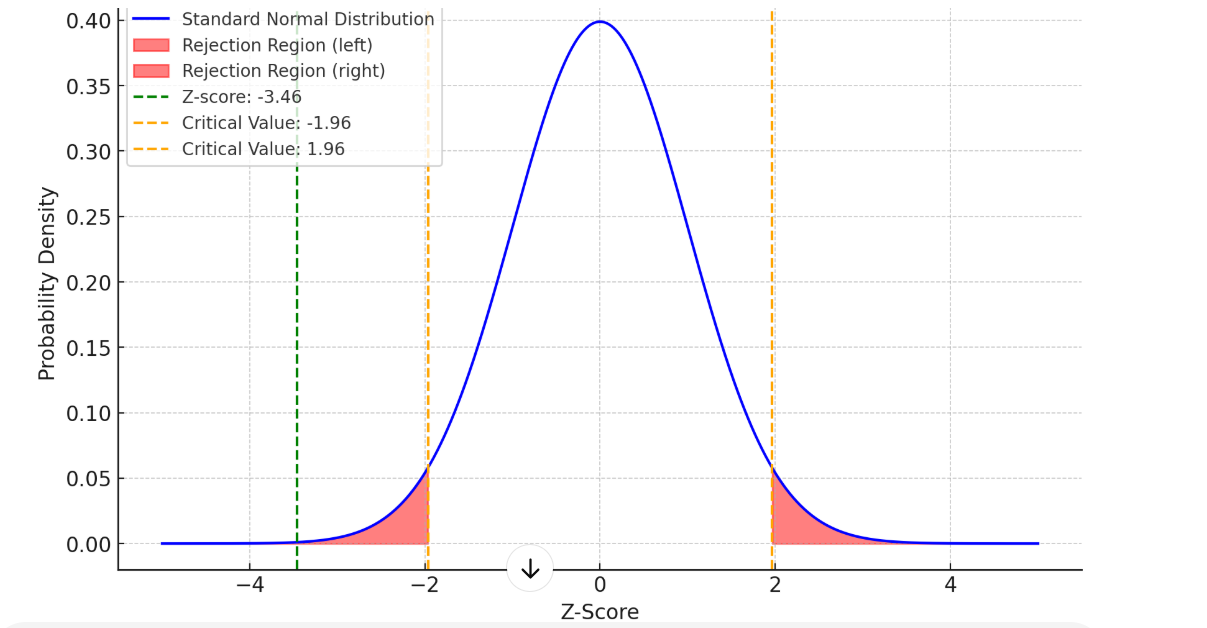 Standard Normal Distribution
Rejection Region (left)
Rejection Region (right)
Z-score: -3.46
Critical Value: -1.96
Critical Value: 1.96
Probability Density
0.40
0.35
0.30
0.25
0.20
0.15
0.10
0.05
0.00
−4 −2 0 2 4
Z-Score